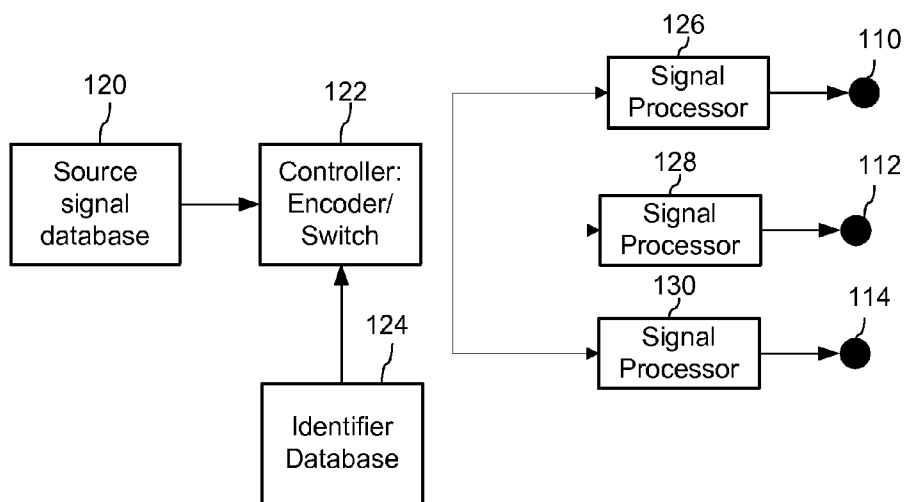 126
110
Signal
Processor
120
122
Source
signal
database
Controller:
Encoder/
Switch
128
112
Signal
Processor
130
114
Signal
Processor
124
Identifier
Database